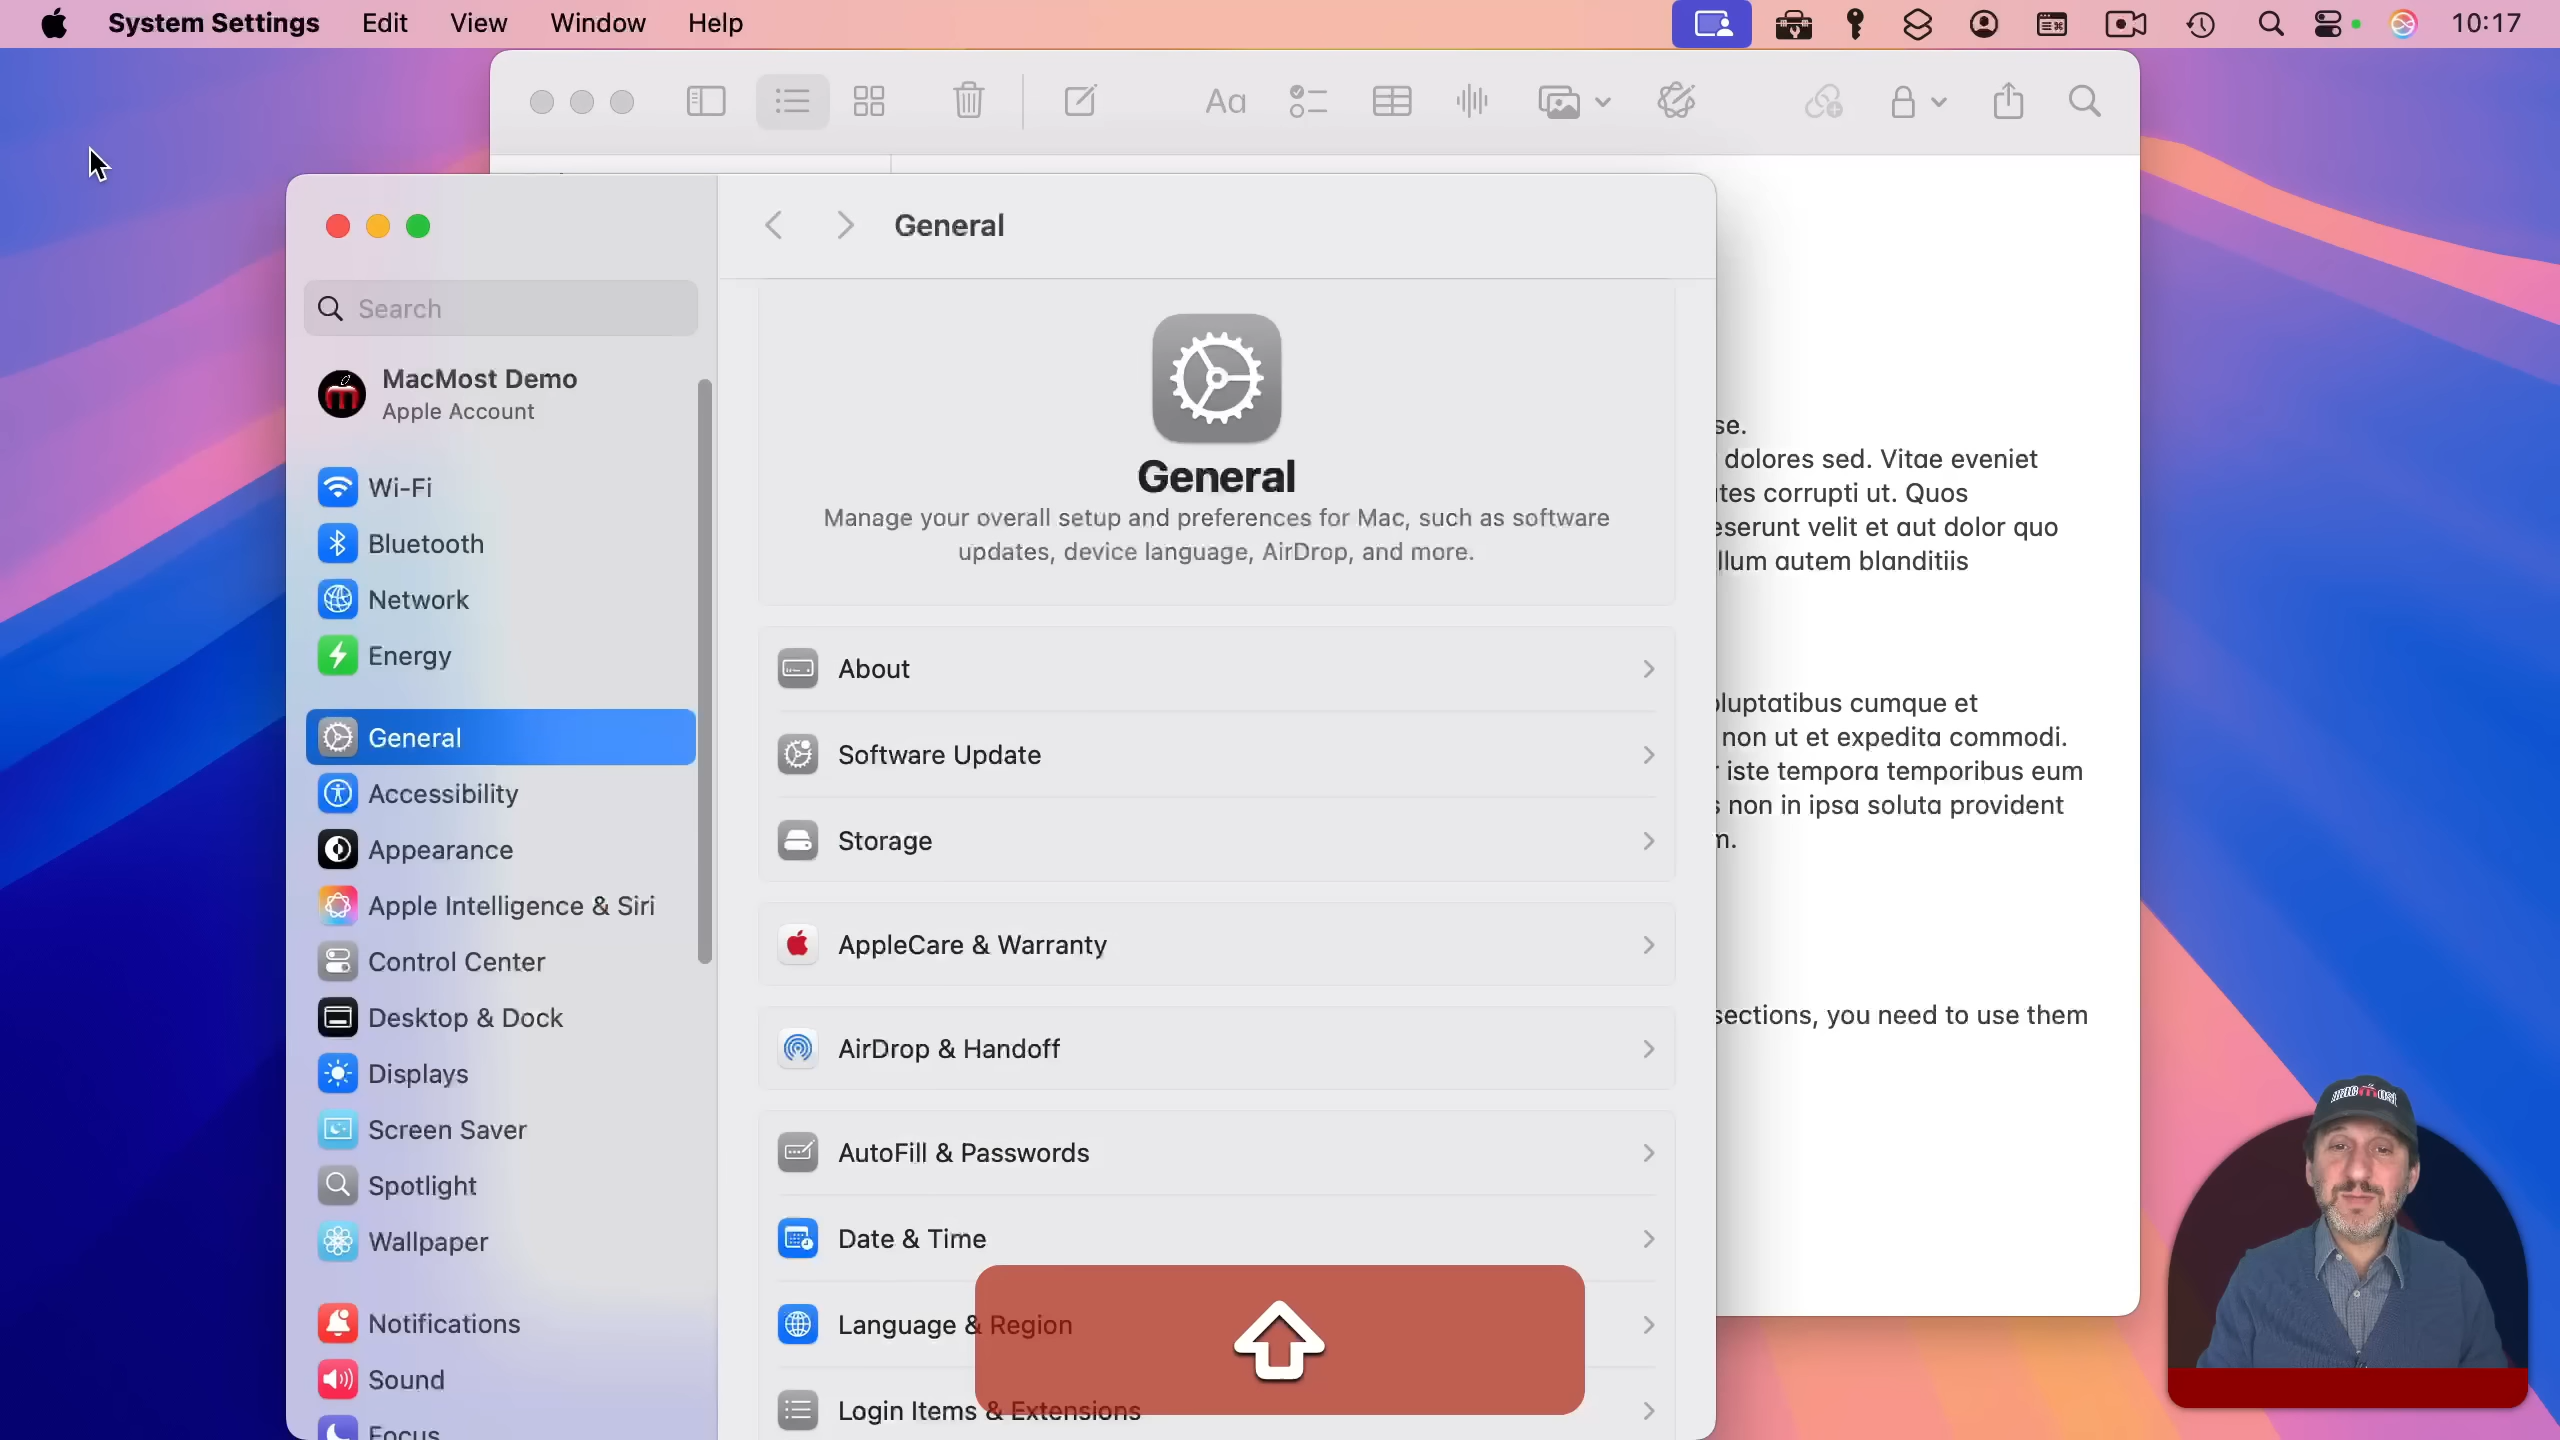 System Settings Edit View Window Help 10:17
Aa
General
Search
MacMost Demo
Apple Account
Wi-Fi
Bluetooth
Network
Energy
General
Accessibility
Appearance
Apple Intelligence & Siri
Control Center
Desktop & Dock
Displays
Screen Saver
Spotlight
Wallpaper
Notifications
Sound
Focus
General
Manage your overall setup and preferences for Mac, such as software
updates, device language, AirDrop, and more.
About
Software Update
Storage
AppleCare & Warranty
AirDrop & Handoff
AutoFill & Passwords
Date & Time
Language & Region
Login Items & Extensions
se.
dolores sed. Vitae eveniet
tes corrupti ut. Quos
eserunt velit et aut dolor quo
llum autem blanditiis
oluptatibus cumque et
non ut et expedita commodi.
r iste tempora temporibus eum
s non in ipsa soluta provident
m.
sections, you need to use them
macmost